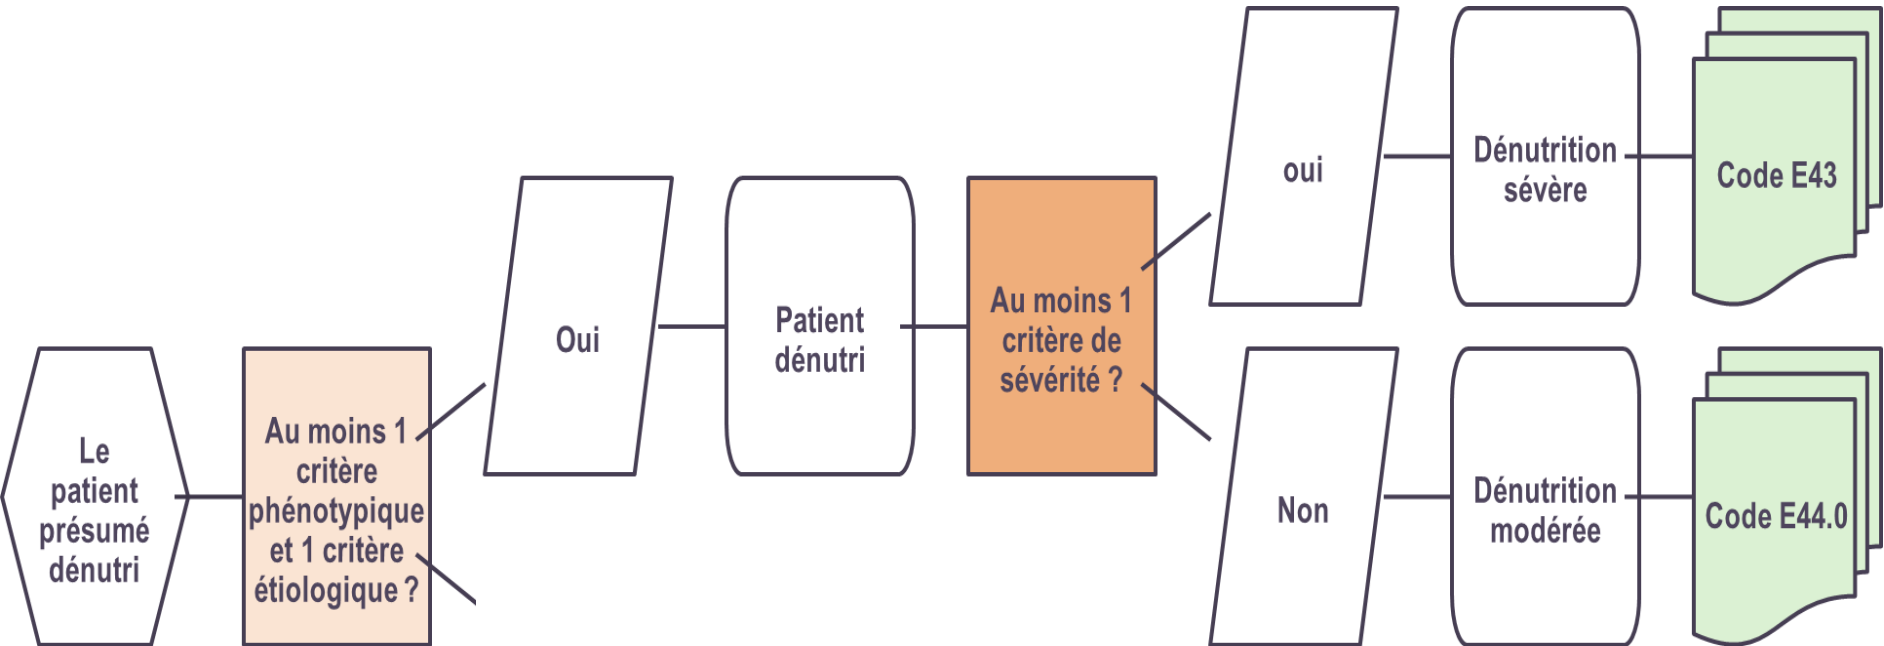 Le
patient
présumé
dénutri
Au moins 1
critère
phénotypique
et 1 critère
étiologique ?
Oui
Patient
dénutri
Au moins 1
critère de
sévérité ?
oui
Dénutrition
sévère
Code E43
Non
Dénutrition
modérée
Code E44.0